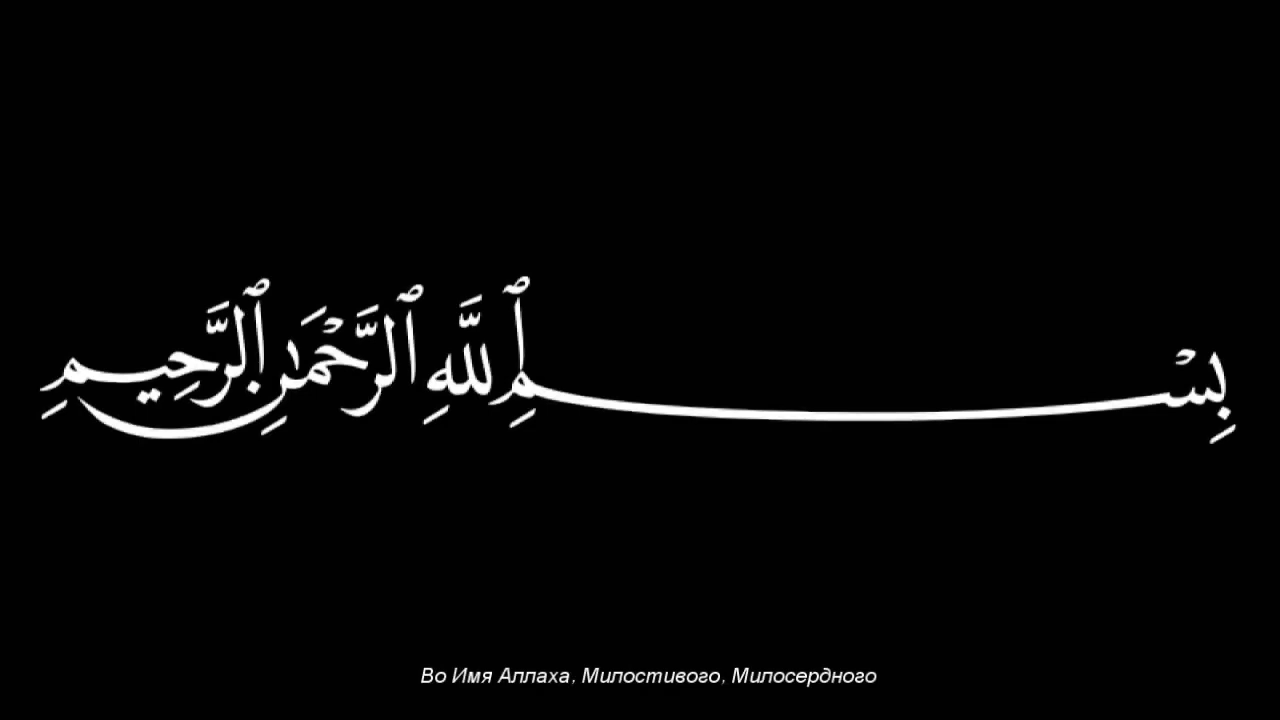 بِسْمِ ٱللَّهِ ٱلرَّحْمَٰنِ ٱلرَّحِيمِ
Во Имя Аллаха, Милостивого, Милосердного